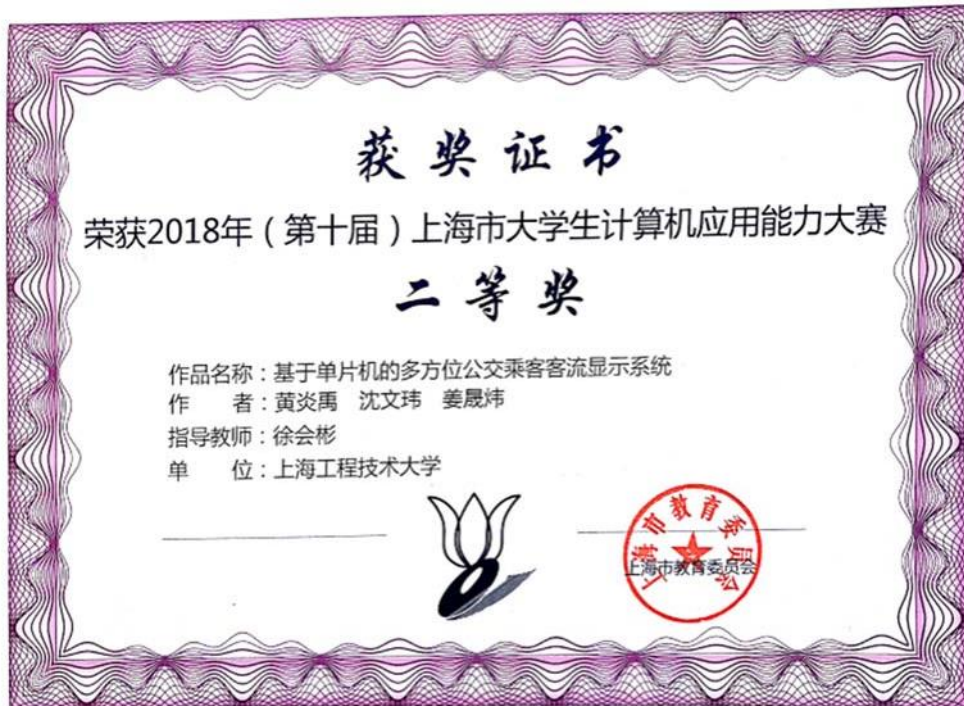 获奖证书
荣获2018年（第十届）上海市大学生计算机应用能力大赛
二等奖
作品名称：基于单片机的多方位公交乘客客流显示系统
作 者：黄炎禹 沈文玮 姜晟炜
指导教师：徐会彬
单 位：上海工程技术大学
上海市教育委员会
上海市教育委员会